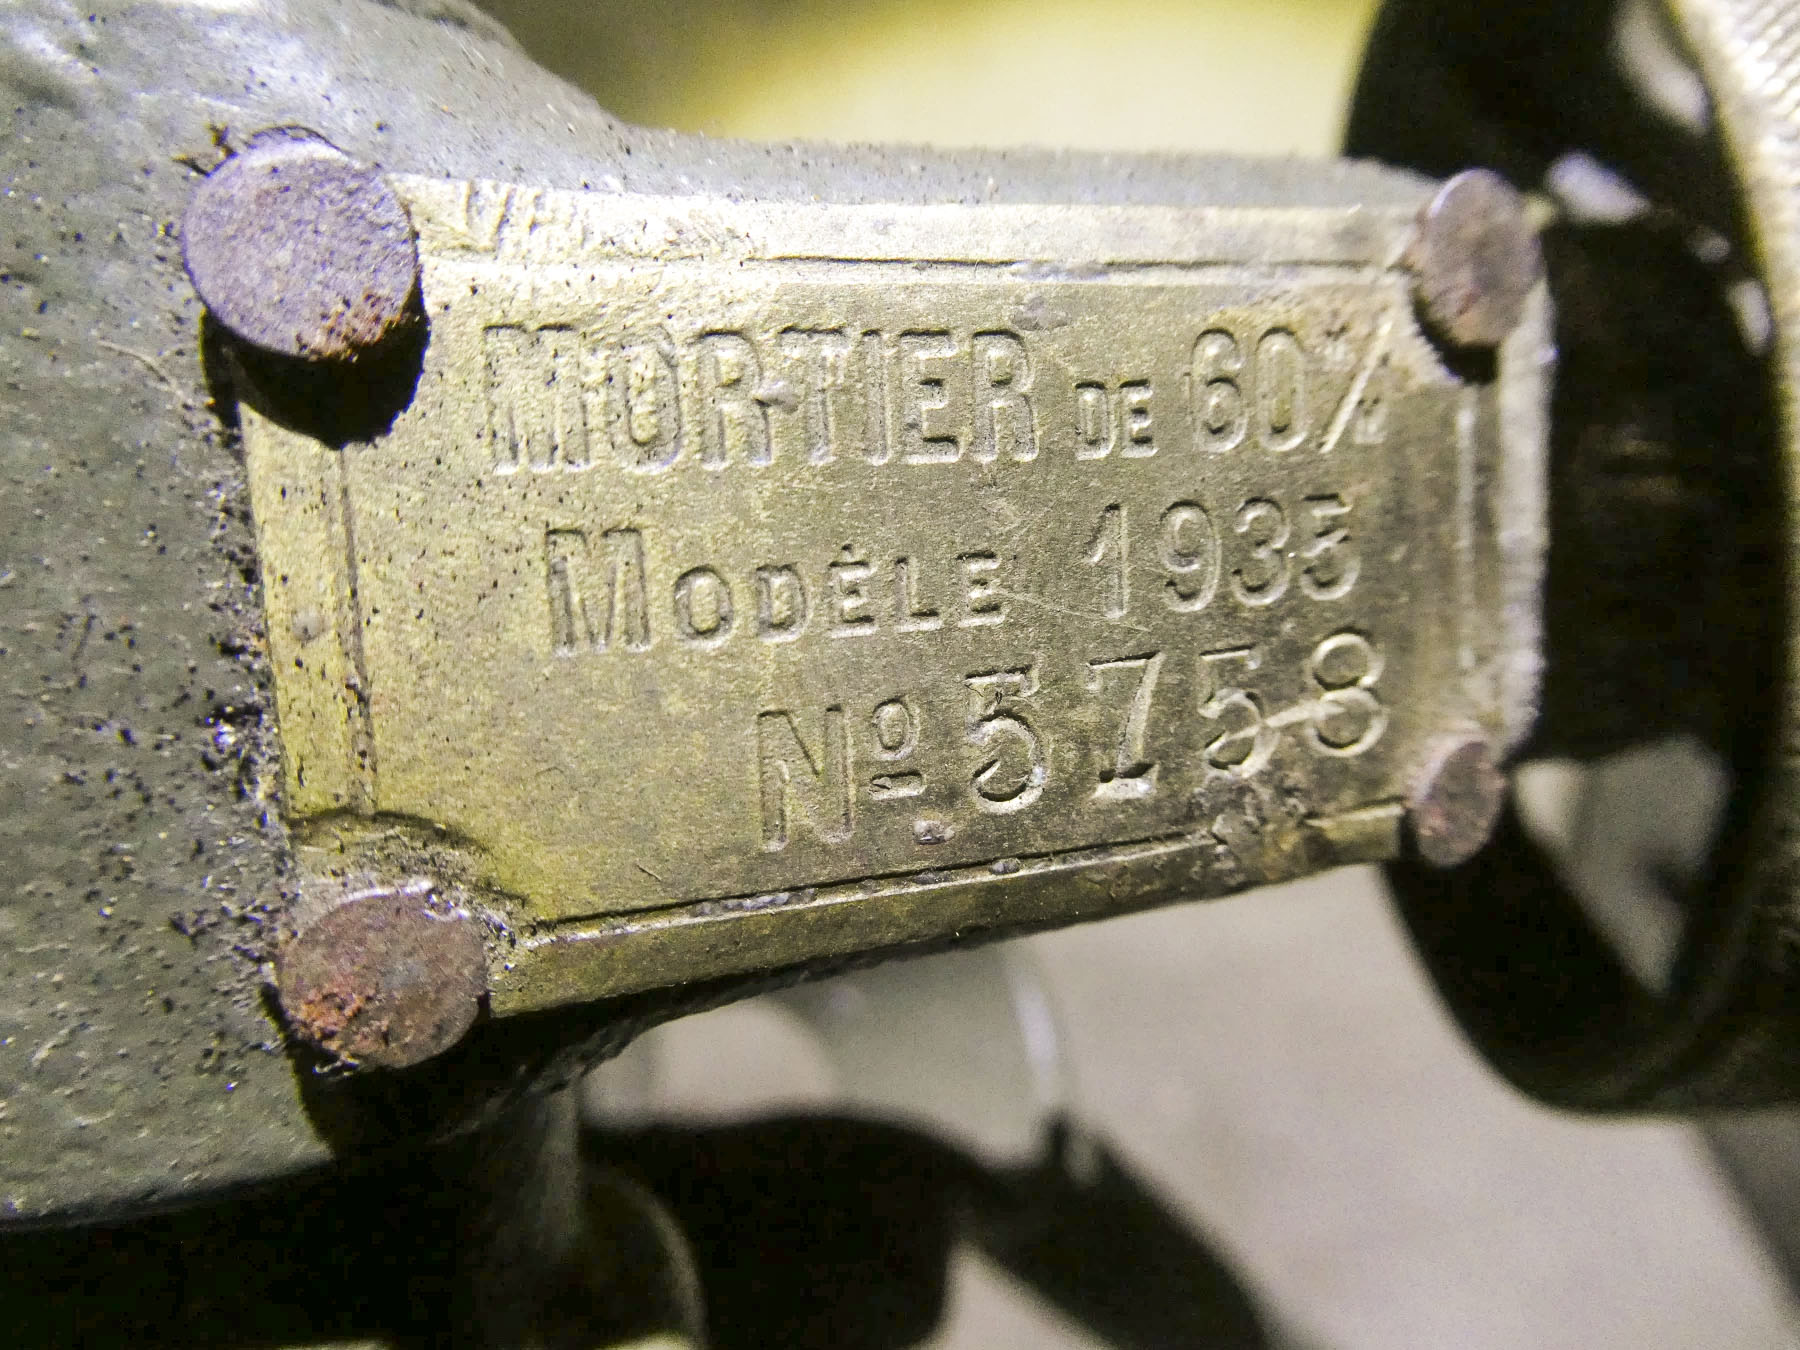 MORTIER DE 60 m/m
MODÈLE 1935
Nº 5758